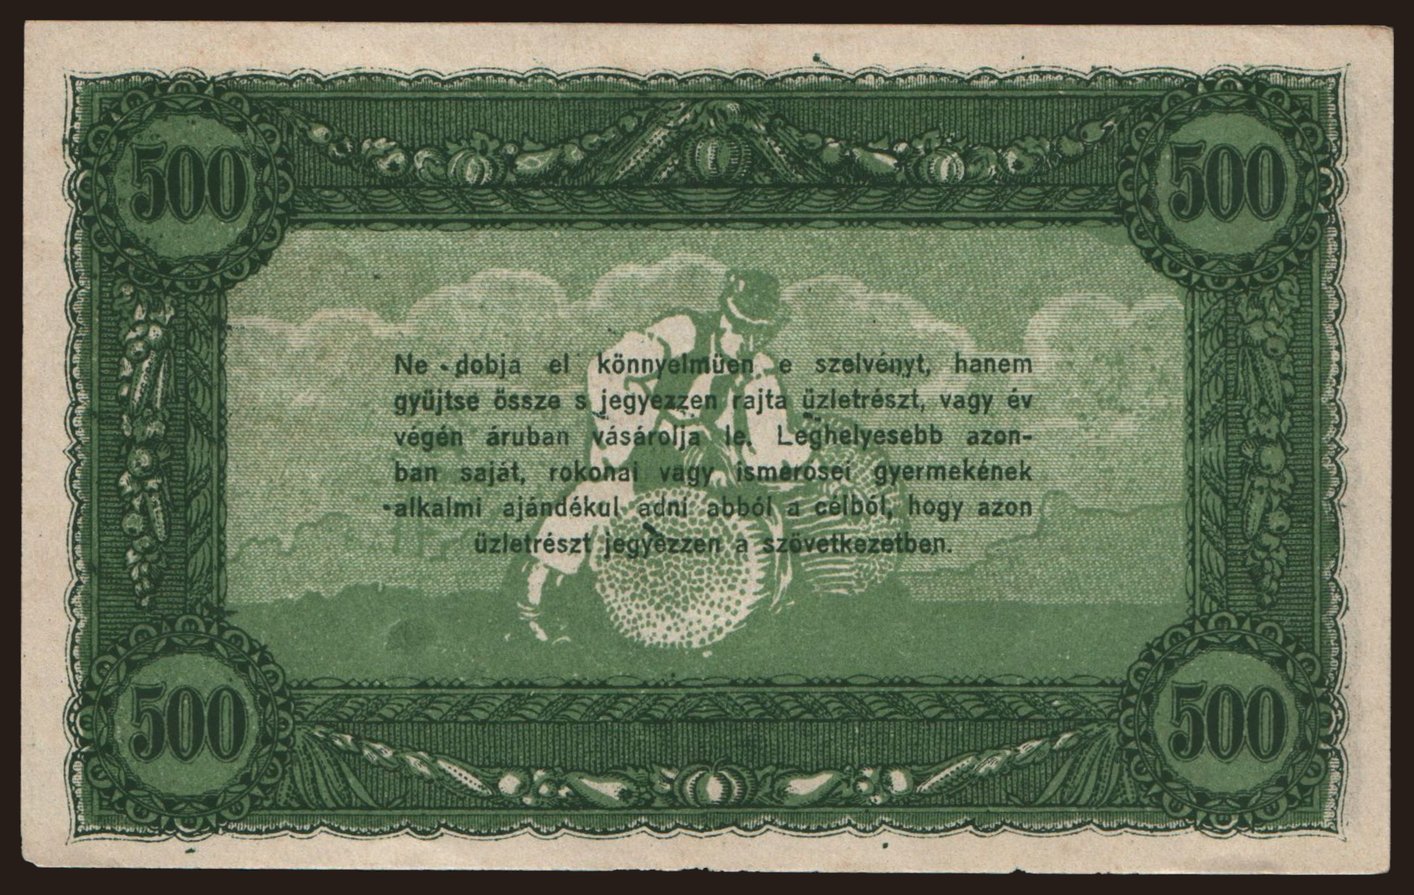 500 500
Ne dobja el könnyelmüen e szelvényt, hanem
gyüjtse össze s jegyezzen rajta üzletrészt, vagy év
végén áruban vásárolja le. Leghelyesebb azon-
ban saját, rokonai vagy ismerősei gyermekének
alkalmi ajándékul adni abból a célból, hogy azon
üzletrészt jegyezzen a szövetkezetben.
500 500